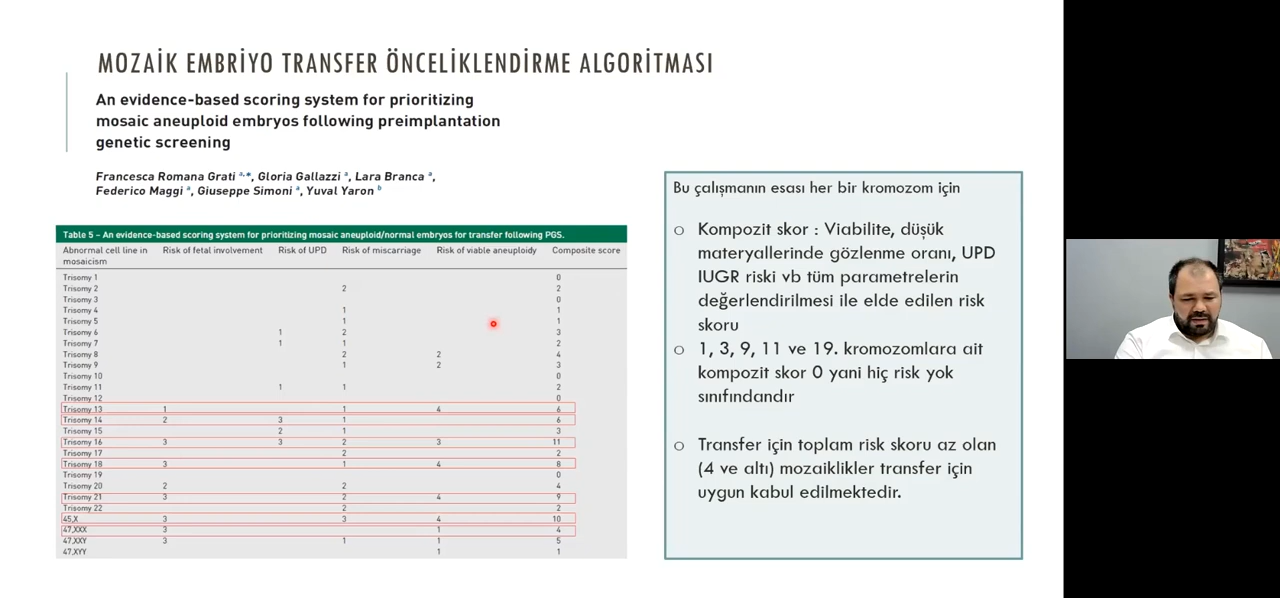 MOZAİK EMBRİYO TRANSFER ÖNCELİKLENDİRME ALGORİTMASI
An evidence-based scoring system for prioritizing
mosaic aneuploid embryos following preimplantation
genetic screening
Francesca Romana Grati a,*, Gloria Gallazzi a, Lara Branca a,
Federico Maggi a, Giuseppe Simoni a, Yuval Yaron b
Table 5 – An evidence-based scoring system for prioritizing mosaic aneuploid/normal embryos for transfer following PGS.
Abnormal cell line in Risk of fetal involvement Risk of UPD Risk of miscarriage Risk of viable aneuploidy Composite score
mosaicism
Trisomy 1 0
Trisomy 2 2 2
Trisomy 3 0
Trisomy 4 1 1
Trisomy 5 1 1
Trisomy 6 1 2 3
Trisomy 7 1 1 2
Trisomy 8 2 2 4
Trisomy 9 1 2 3
Trisomy 10 0
Trisomy 11 1 1 2
Trisomy 12 0
Trisomy 13 1 1 4 6
Trisomy 14 2 3 1 6
Trisomy 15 2 1 3
Trisomy 16 3 3 2 3 11
Trisomy 17 2 2
Trisomy 18 3 1 4 8
Trisomy 19 0
Trisomy 20 2 2 4
Trisomy 21 3 2 4 9
Trisomy 22 2 2
45,X 3 3 4 10
47,XXX 3 1 4
47,XXY 3 1 1 5
47,XYY 1 1
Bu çalışmanın esası her bir kromozom için
○ Kompozit skor : Viabilite, düşük
materyallerinde gözlenme oranı, UPD
IUGR riski vb tüm parametrelerin
değerlendirilmesi ile elde edilen risk
skoru
○ 1, 3, 9, 11 ve 19. kromozomlara ait
kompozit skor 0 yani hiç risk yok
sınıfındandır
○ Transfer için toplam risk skoru az olan
(4 ve altı) mozaiklikler transfer için
uygun kabul edilmektedir.